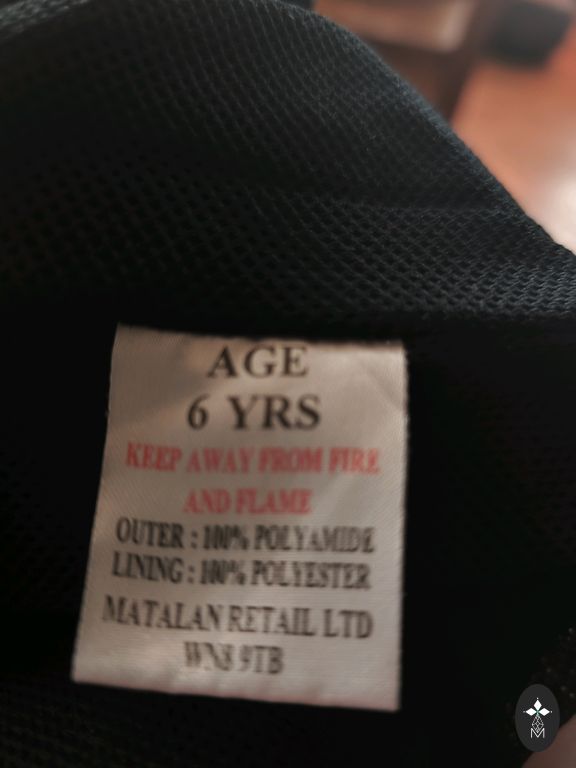 AGE
6 YRS
KEEP AWAY FROM FIRE
AND FLAME
OUTER : 100% POLYAMIDE
LINING : 100% POLYESTER
MATALAN RETAIL LTD
WN8 9TB